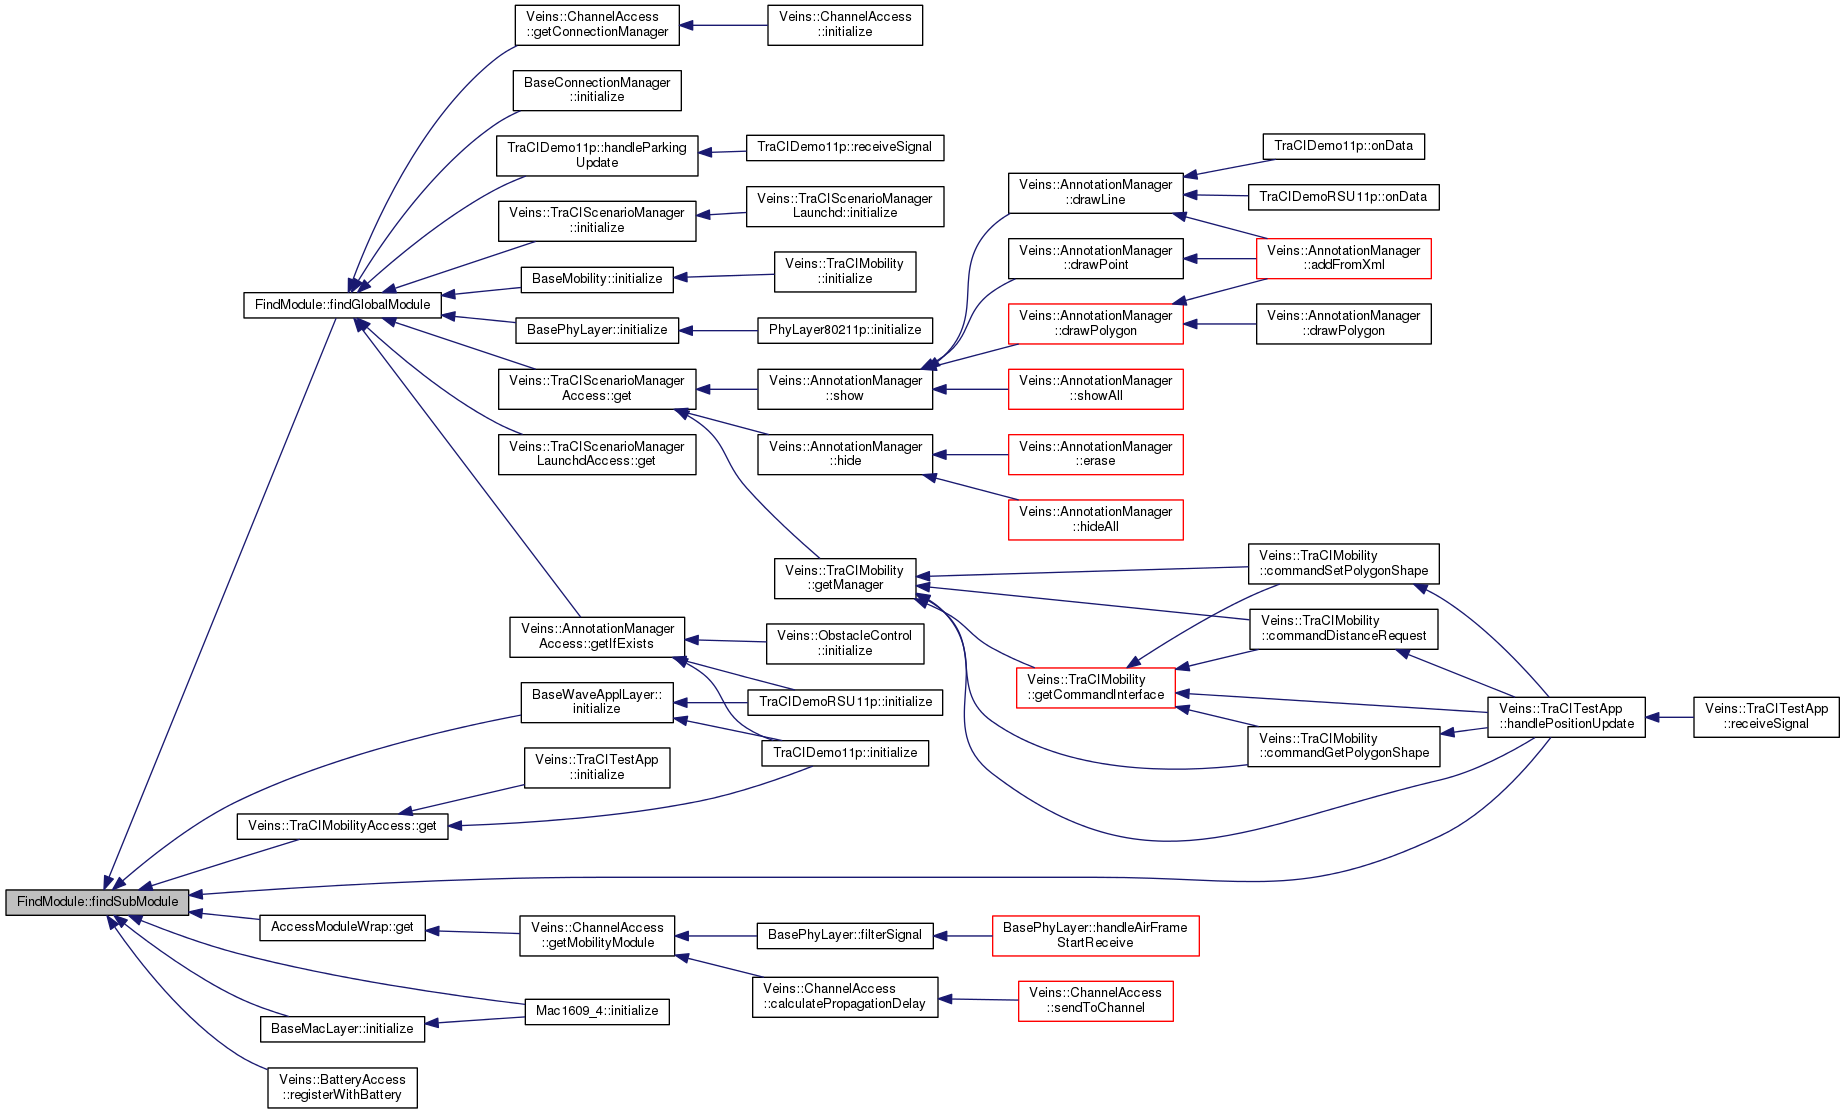 Veins::ChannelAccess
::getConnectionManager
Veins::ChannelAccess
::initialize
BaseConnectionManager
::initialize
TraCIDemo11p::handleParking
Update
TraCIDemo11p::receiveSignal
Veins::TraCIScenarioManager
::initialize
Veins::TraCIScenarioManager
Launchd::initialize
BaseMobility::initialize
Veins::TraCIMobility
::initialize
FindModule::findGlobalModule
BasePhyLayer::initialize
PhyLayer80211p::initialize
Veins::TraCIScenarioManager
Access::get
Veins::TraCIScenarioManager
LaunchdAccess::get
Veins::AnnotationManager
::show
Veins::AnnotationManager
::hide
Veins::AnnotationManager
::drawLine
Veins::AnnotationManager
::drawPoint
Veins::AnnotationManager
::drawPolygon
Veins::AnnotationManager
::showAll
Veins::AnnotationManager
::erase
Veins::AnnotationManager
::hideAll
TraCIDemo11p::onData
TraCIDemoRSU11p::onData
Veins::AnnotationManager
::addFromXml
Veins::AnnotationManager
::drawPolygon
Veins::TraCIMobility
::getManager
Veins::TraCIMobility
::commandSetPolygonShape
Veins::TraCIMobility
::commandDistanceRequest
Veins::TraCIMobility
::getCommandInterface
Veins::TraCIMobility
::commandGetPolygonShape
Veins::TraCITestApp
::handlePositionUpdate
Veins::TraCITestApp
::receiveSignal
Veins::AnnotationManager
Access::getIfExists
Veins::ObstacleControl
::initialize
BaseWaveApplLayer::
initialize
TraCIDemoRSU11p::initialize
TraCIDemo11p::initialize
Veins::TraCITestApp
::initialize
Veins::TraCIMobilityAccess::get
FindModule::findSubModule
AccessModuleWrap::get
Veins::ChannelAccess
::getMobilityModule
BasePhyLayer::filterSignal
BasePhyLayer::handleAirFrame
StartReceive
Veins::ChannelAccess
::calculatePropagationDelay
Veins::ChannelAccess
::sendToChannel
Mac1609_4::initialize
BaseMacLayer::initialize
Veins::BatteryAccess
::registerWithBattery